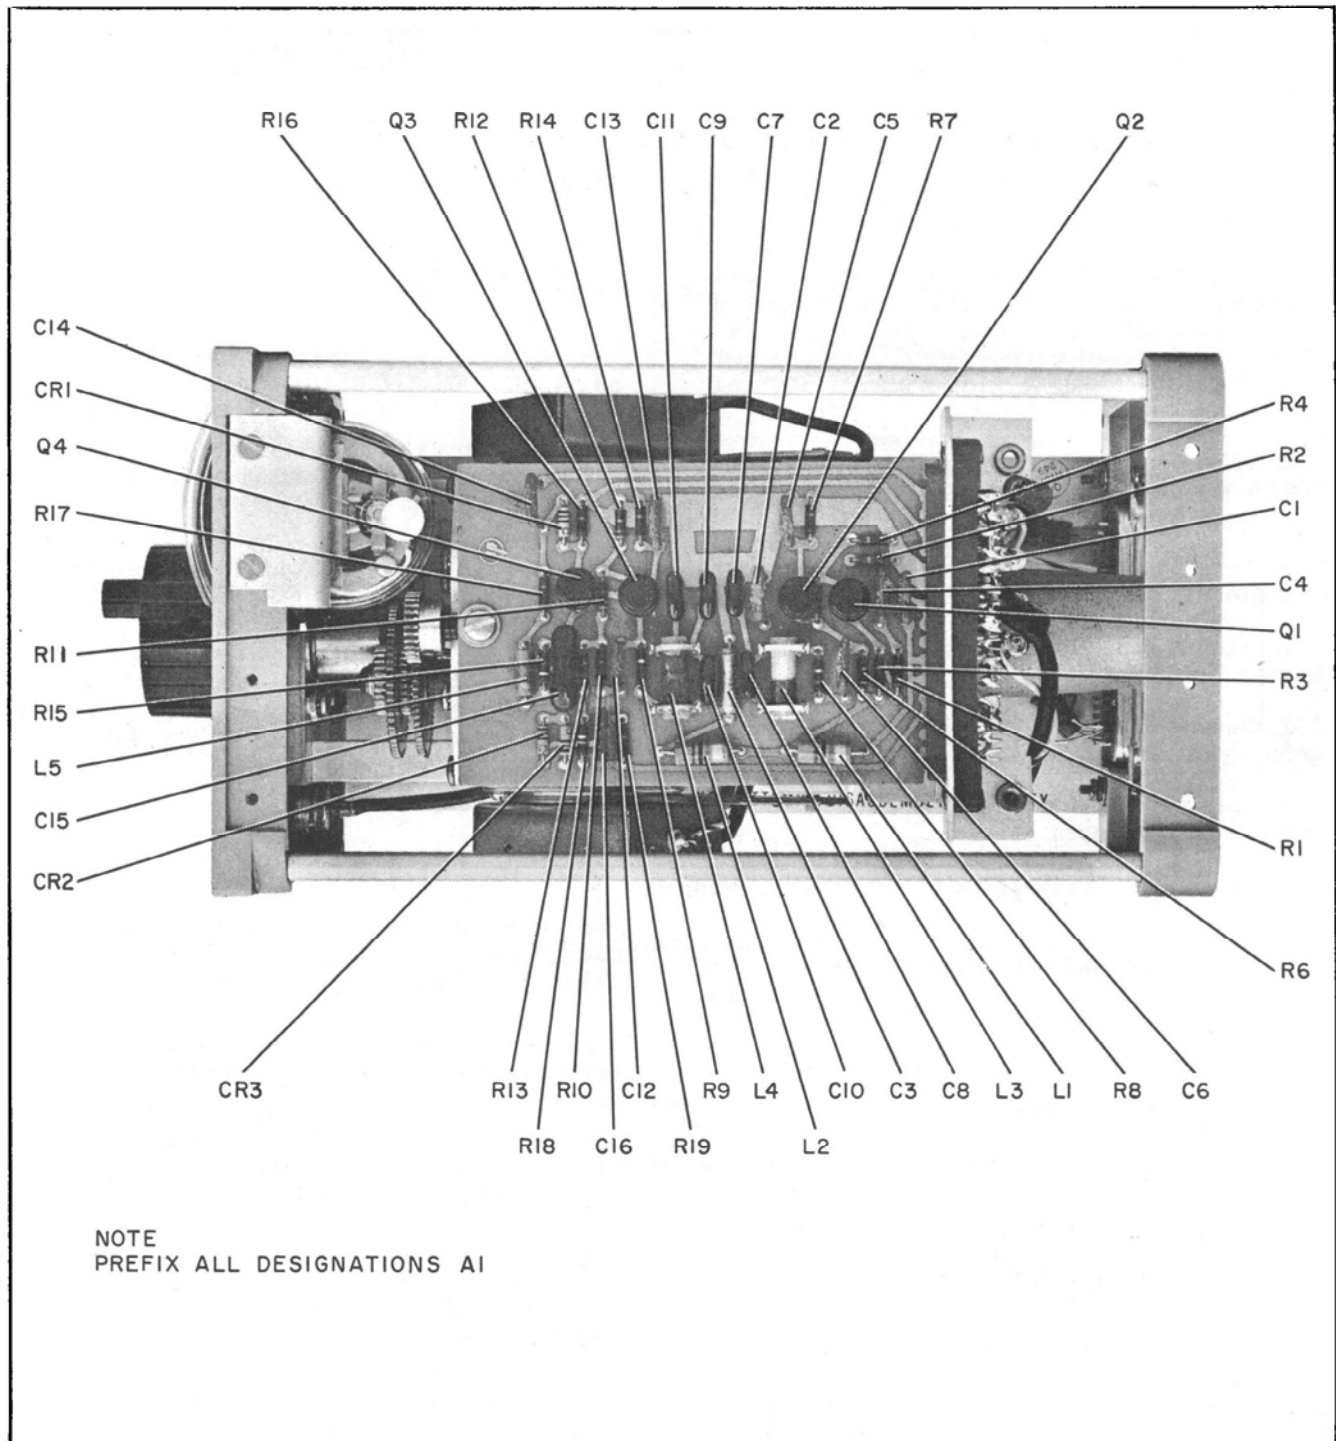 R16 Q3 R12 R14 C13 C11 C9 C7 C2 C5 R7 Q2
C14
CR1
R4
Q4
R2
R17
C1
C4
Q1
R11
R3
R15
L5
C15
R1
CR2
R6
CR3 R13 R10 C12 R9 L4 C10 C3 C8 L3 L1 R8 C6
R18 C16 R19 L2
NOTE
PREFIX ALL DESIGNATIONS A1